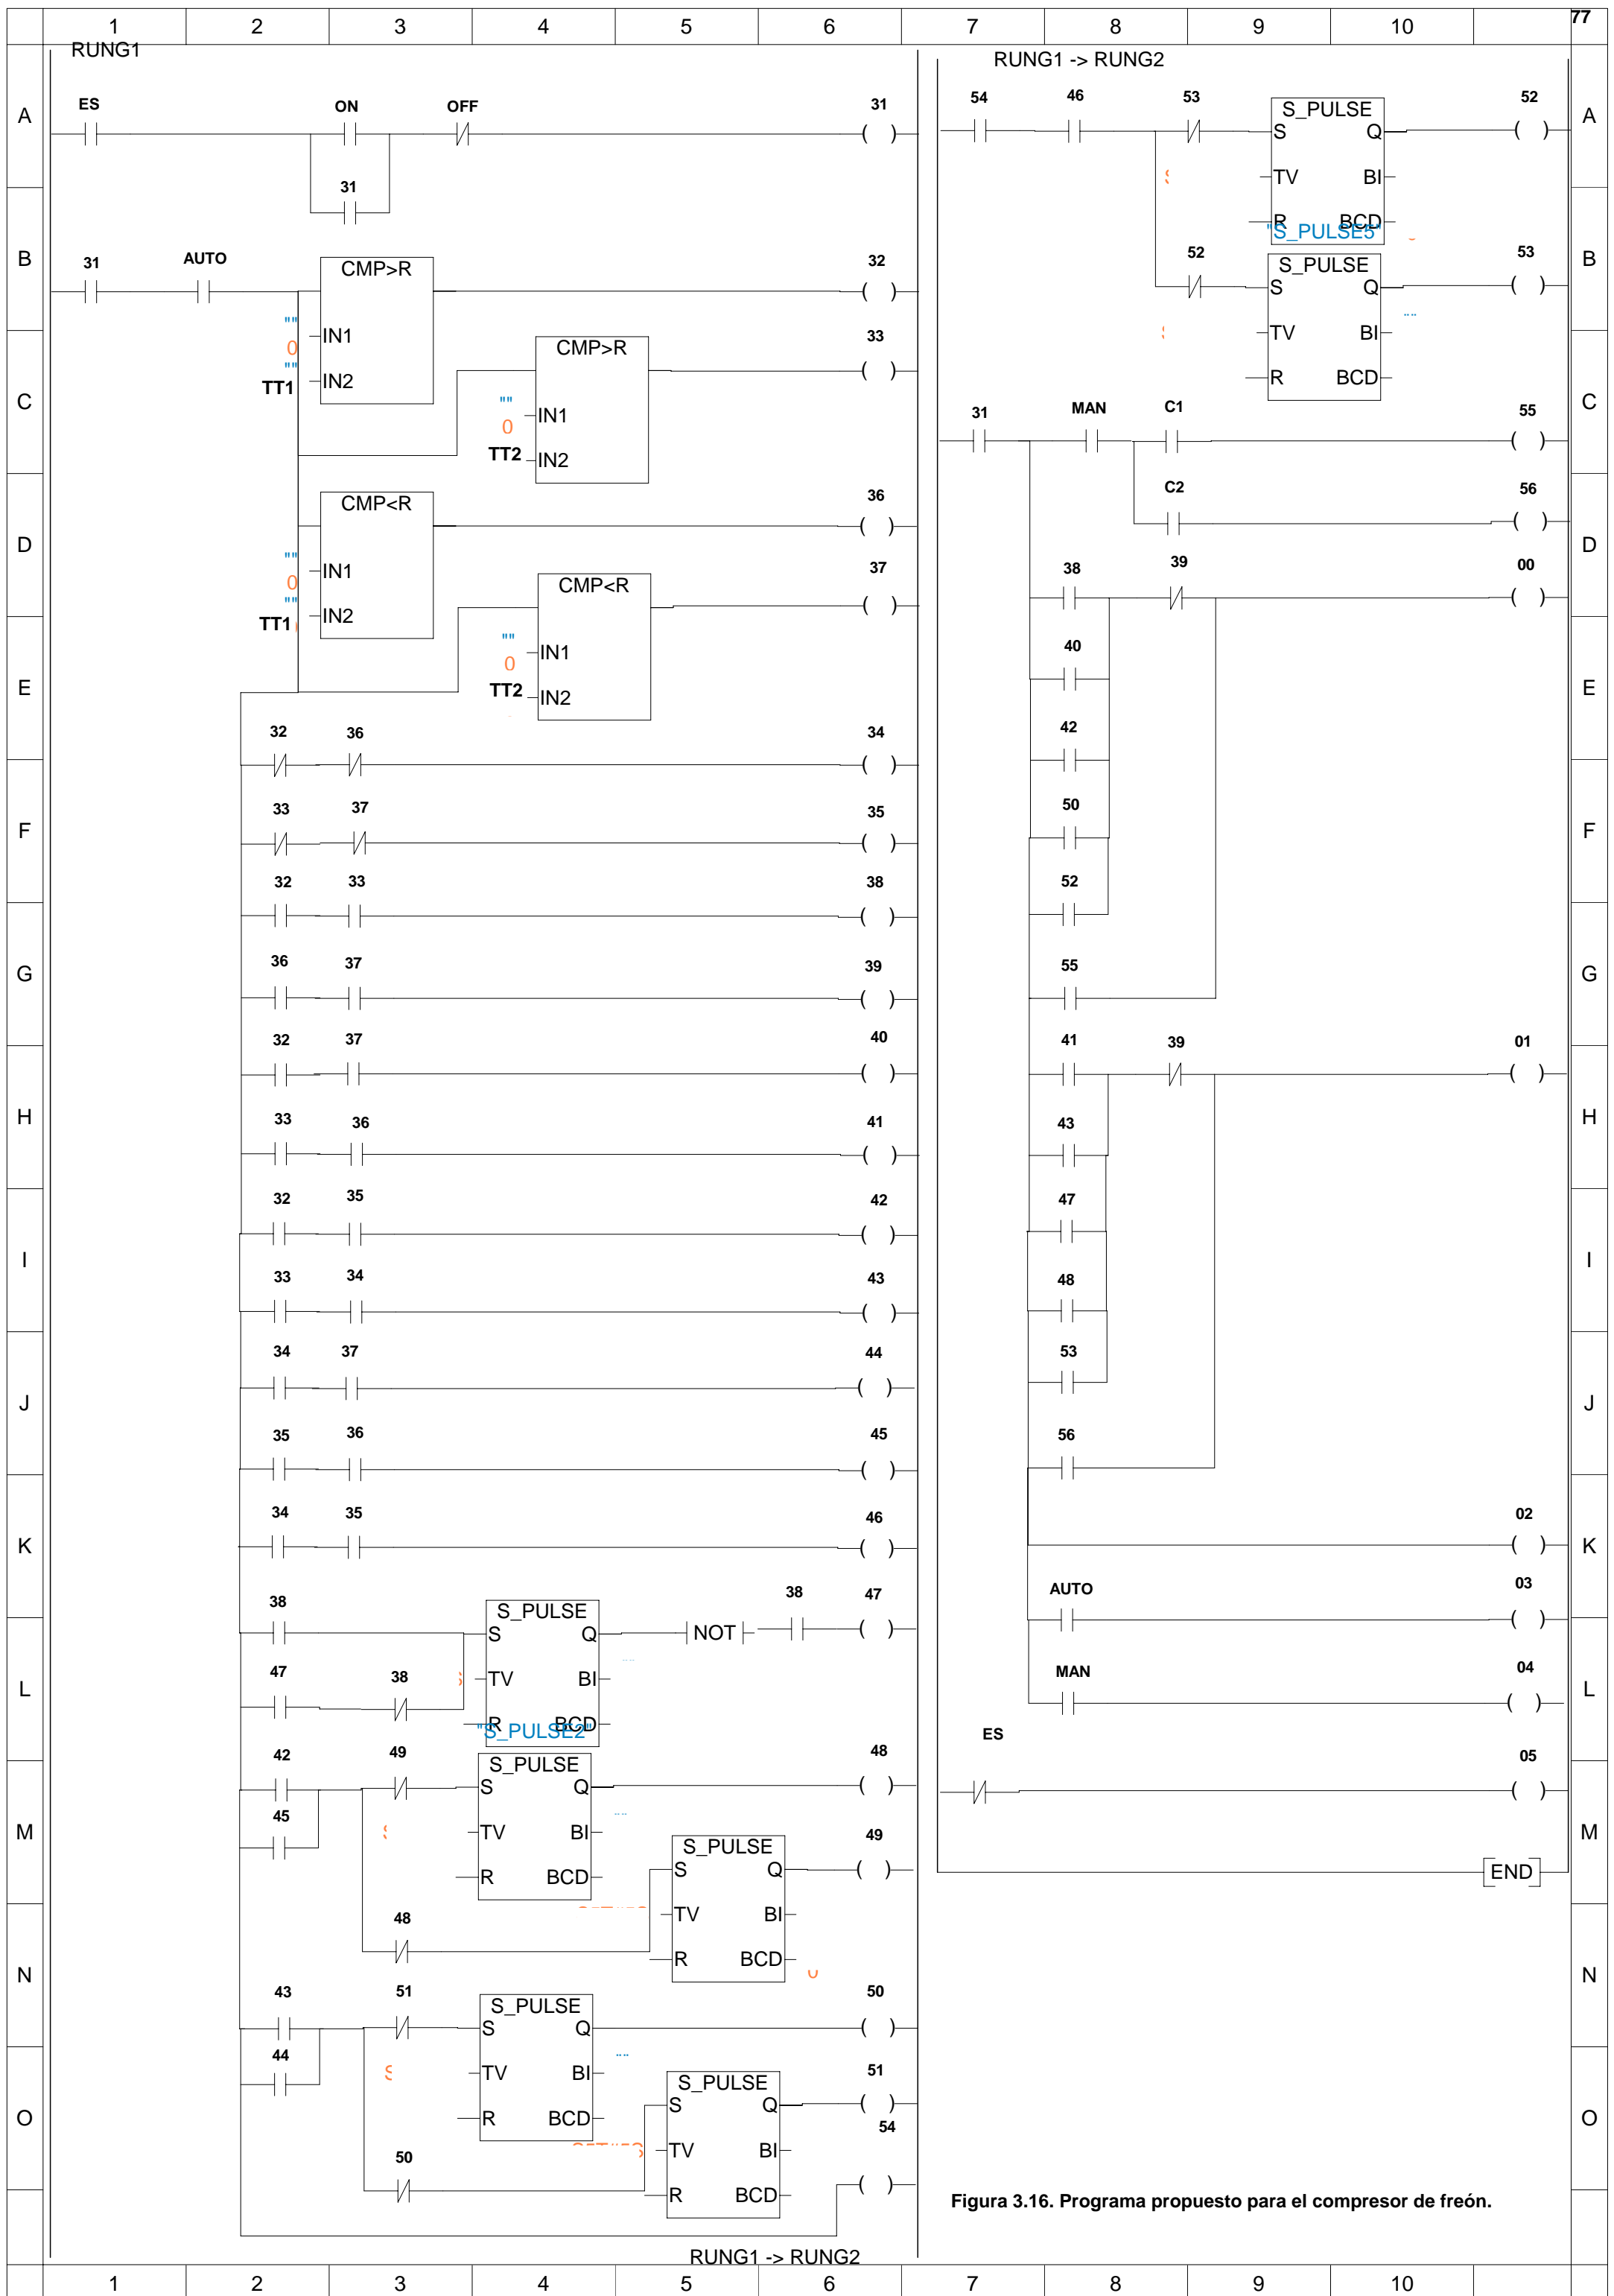 1 2 3 4 5 6 7 8 9 10 77
RUNG1
A
ES ON OFF 31
31
B
31 AUTO CMP>R 32
""
0
""
TT1
IN1
IN2
C
CMP>R 33
""
0
TT2
IN1
IN2
D
CMP<R 36
""
0
""
TT1
IN1
IN2
CMP<R 37
E
""
0
TT2
IN1
IN2
32 36 34
F
33 37 35
32 33 38
G
36 37 39
32 37 40
H
33 36 41
32 35 42
I
33 34 43
34 37 44
J
35 36 45
K
34 35 46
38 S_PULSE 38 47
S Q NOT
L
47 38 TV BI
R BCD
"S_PULSE2"
42 49 S_PULSE 48
S Q
M
45 TV BI
R BCD
S_PULSE 49
S Q
TV BI
R BCD
48
N
43 51 S_PULSE 50
S Q
44
TV BI
R BCD
O
S_PULSE 51
S Q
54
TV BI
R BCD
50
RUNG1 -> RUNG2
RUNG1 -> RUNG2
54 46 53 S_PULSE 52
A
S Q
TV BI
R BCD
"S_PULSE5"
52 S_PULSE 53
B
S Q
""
TV BI
R BCD
C
31 MAN C1 55
C2 56
D
38 39 00
40
E
42
50
F
52
55
G
41 39 01
43
H
47
I
48
53
J
56
02
K
AUTO 03
MAN 04
L
ES 05
M
END
N
O
Figura 3.16. Programa propuesto para el compresor de freón.
1 2 3 4 5 6 7 8 9 10